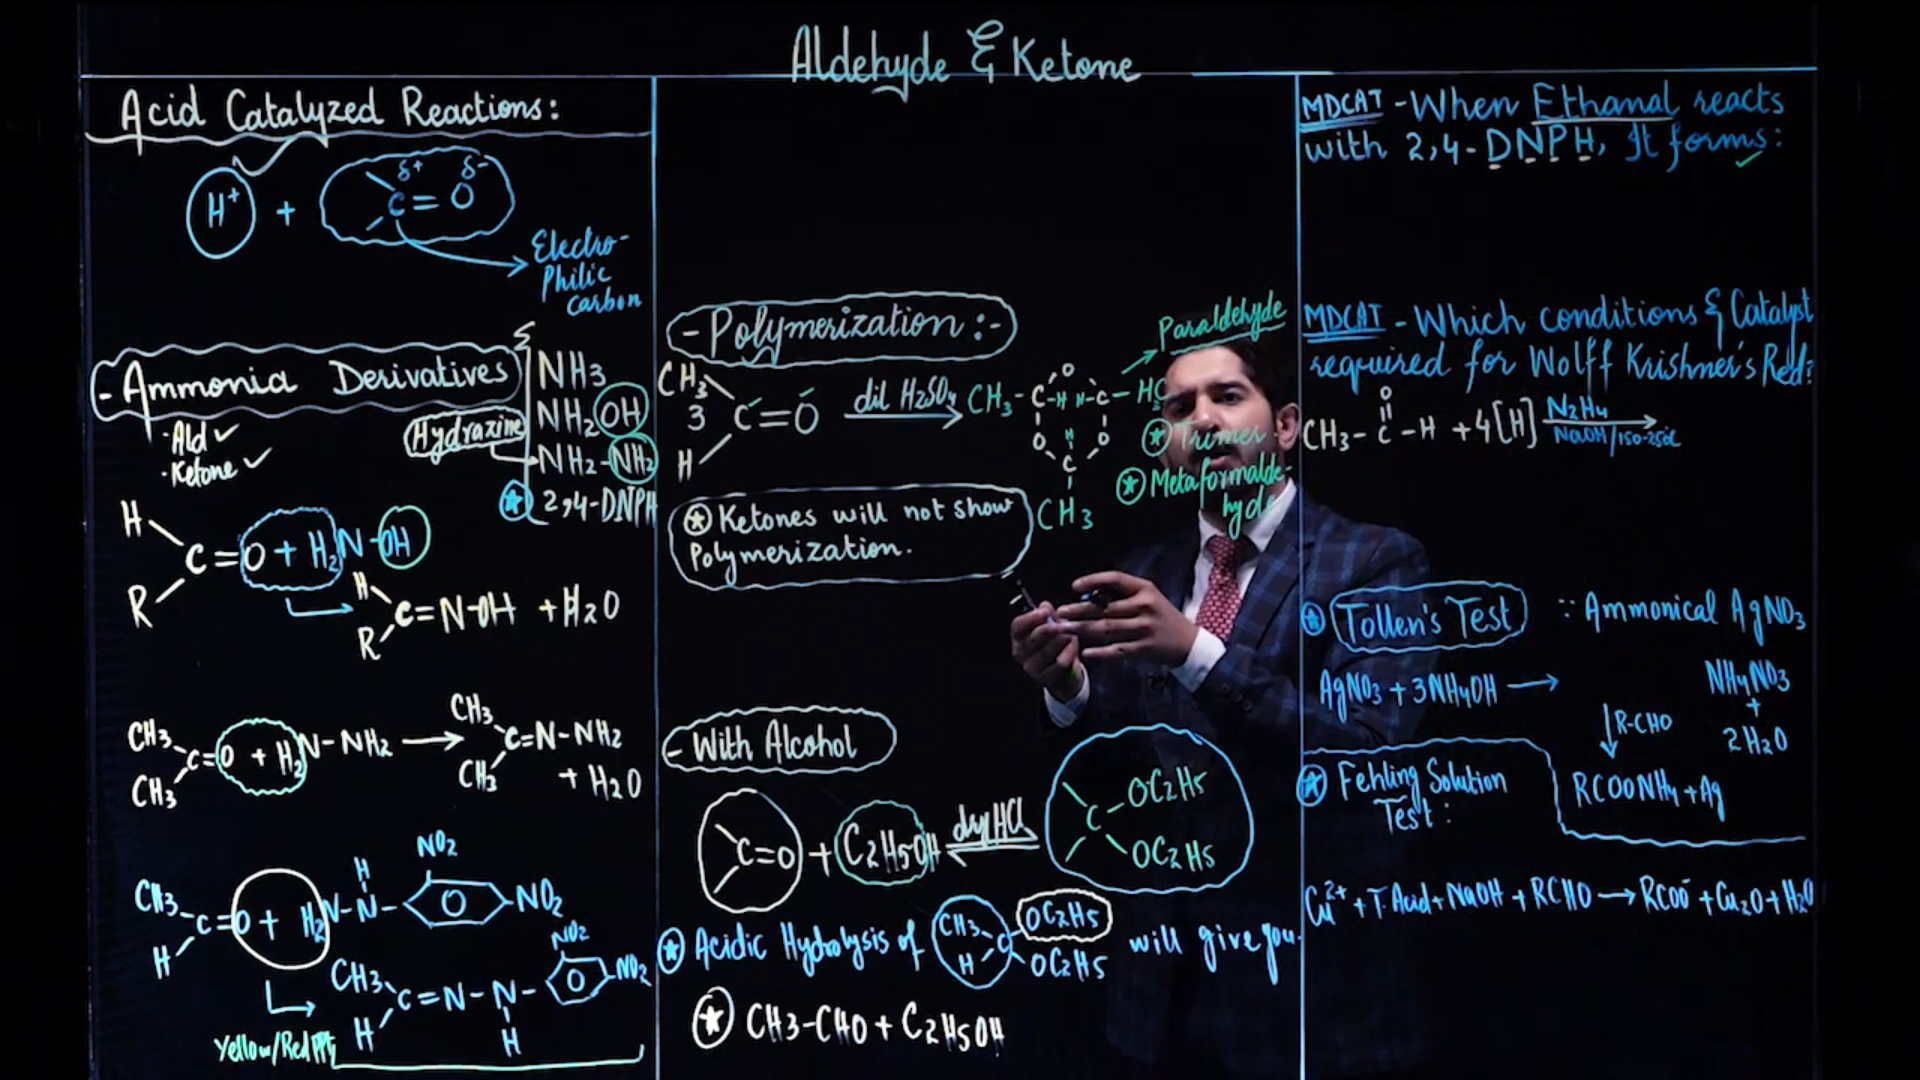 Aldehyde & Ketone
Acid Catalyzed Reactions:
H⁺ + C = O
δ⁺ δ⁻
Electro-
Philic
carbon
- Ammonia Derivatives
· Ald ✓
· Ketone ✓
Hydrazine
NH3
NH2OH
NH2-NH2
2,4-DNPH
H
C=O + H2N-OH
R
H
C=N-OH + H2O
R
CH3
C=O + H2N-NH2 →
CH3
CH3
C=N-NH2
CH3
+ H2O
NO2
H
CH3
C=O + H2N-N- O -NO2
H
NO2
CH3
C=N-N- O -NO2
H
H
Yellow/Red PPt
- Polymerization :-
CH3
3 C=O
H
dil H2SO4
Paraldehyde
O
CH3-C-H H-C-H3C
O O
H
C
CH3
Trimer
Metaformalde-
hyde
Ketones will not show
Polymerization.
- With Alcohol
C=O + C2H5OH
dry HCl
OC2H5
C
OC2H5
Acidic Hydrolysis of
CH3 OC2H5
C
H OC2H5
will give you-
CH3-CHO + C2H5OH
MDCAT - When Ethanal reacts
with 2,4-DNPH, It forms:
MDCAT - Which conditions & Catalyst
required for Wolff Krishner's Red?
O
CH3-C-H + 4[H]
N2H4
NaOH/150-250c
Tollen's Test
∵ Ammonical AgNO3
AgNO3 + 3NH4OH →
NH4NO3
+
2H2O
↓R-CHO
RCOONH4 + Ag
Fehling Solution
Test:
Cu²⁺ + T.Acid + NaOH + RCHO → RCOO⁻ + Cu2O + H2O